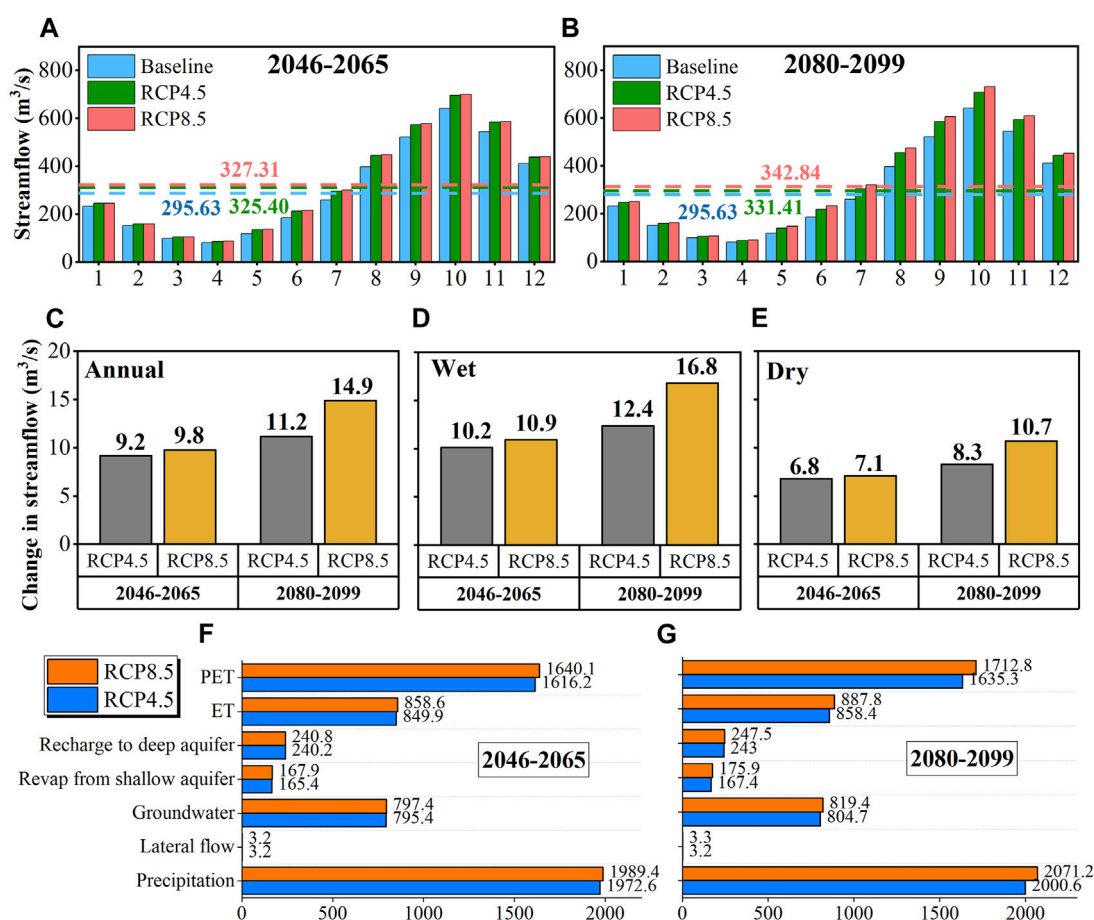 A
B
Streamflow (m³/s)
800
600
400
200
0
Baseline
RCP4.5
RCP8.5
2046-2065
327.31
295.63
325.40
1 2 3 4 5 6 7 8 9 10 11 12
800
600
400
200
0
Baseline
RCP4.5
RCP8.5
2080-2099
342.84
295.63
331.41
1 2 3 4 5 6 7 8 9 10 11 12
C
D
E
Change in streamflow (m³/s)
20
15
10
5
0
Annual
9.2
9.8
11.2
14.9
RCP4.5 RCP8.5 RCP4.5 RCP8.5
2046-2065 2080-2099
Wet
10.2
10.9
12.4
16.8
RCP4.5 RCP8.5 RCP4.5 RCP8.5
2046-2065 2080-2099
Dry
6.8
7.1
8.3
10.7
RCP4.5 RCP8.5 RCP4.5 RCP8.5
2046-2065 2080-2099
F
G
RCP8.5
RCP4.5
PET
ET
Recharge to deep aquifer
Revap from shallow aquifer
Groundwater
Lateral flow
Precipitation
1640.1
1616.2
858.6
849.9
240.8
240.2
167.9
165.4
797.4
795.4
3.2
3.2
1989.4
1972.6
2046-2065
0 500 1000 1500 2000
1712.8
1635.3
887.8
858.4
247.5
243
175.9
167.4
819.4
804.7
3.3
3.2
2071.2
2000.6
2080-2099
0 500 1000 1500 2000